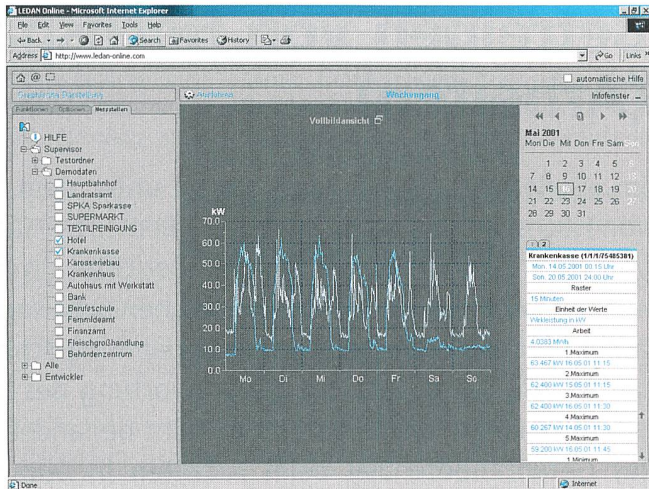 LEDAN Online - Microsoft Internet Explorer
File Edit View Favorites Tools Help
Back Search Favorites History
Address http://www.ledan-online.com Go Links
automatische Hilfe
Graphische Darstellung Wochengang Infofenster
Funktionen Optionen Messstellen
HILFE
Supervisor
Testordner
Demodaten
Hauptbahnhof
Landratsamt
SPKA Sparkasse
SUPERMARKT
TEXTILREINIGUNG
Hotel
Krankenkasse
Karosseriebau
Krankenhaus
Autohaus mit Werkstatt
Bank
Berufsschule
Fernmeldeamt
Finanzamt
Fleischgroßhandlung
Behördenzentrum
Alle
Entwickler
Vollbildansicht
kW
70.0
60.0
50.0
40.0
30.0
20.0
10.0
0.0
Mo Di Mi Do Fr Sa So
Mai 2001
Mon Die Mit Don Fre Sam Son
1 2 3 4 5 6
7 8 9 10 11 12 13
14 15 16 17 18 19 20
21 22 23 24 25 26 27
28 29 30 31
1 2
Krankenkasse (1/1/1/75485381)
Mon. 14.05.2001 00:15 Uhr
Son. 20.05.2001 24:00 Uhr
Raster
15 Minuten
Einheit der Werte
Wirkleistung in kW
Arbeit
4.0383 MWh
1.Maximum
63.467 kW 16.05.01 11:15
2.Maximum
62.400 kW 15.05.01 11:15
3.Maximum
62.400 kW 16.05.01 11:30
4.Maximum
60.267 kW 14.05.01 11:30
5.Maximum
59.200 kW 16.05.01 11:45
1.Minimum
Done Internet